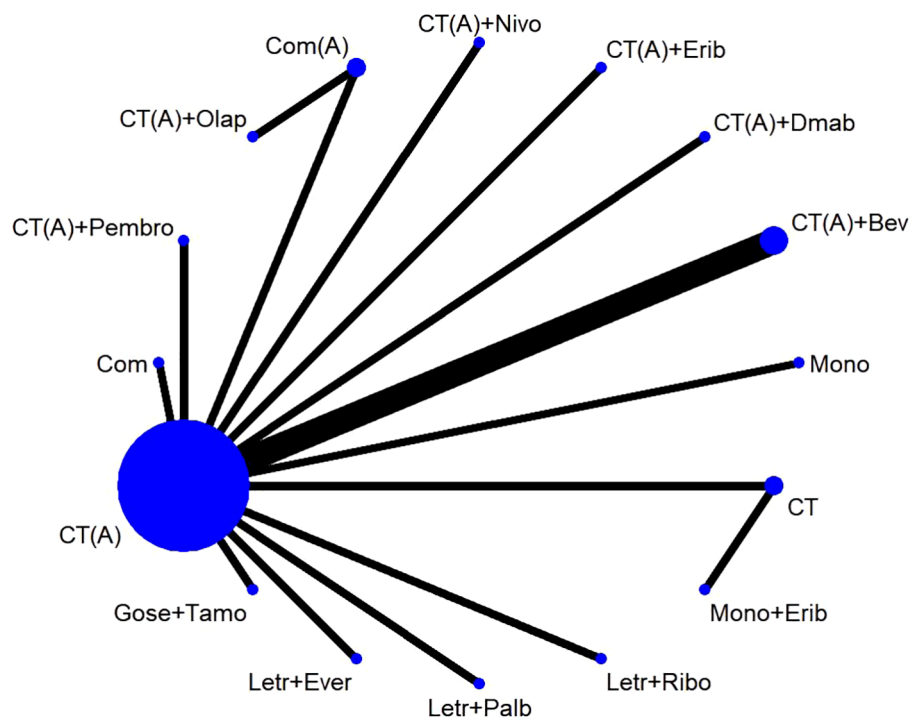 CT(A)+Nivo
Com(A)
CT(A)+Erib
CT(A)+Olap
CT(A)+Dmab
CT(A)+Pembro
CT(A)+Bev
Com
Mono
CT
CT(A)
Gose+Tamo
Mono+Erib
Letr+Ever
Letr+Ribo
Letr+Palb